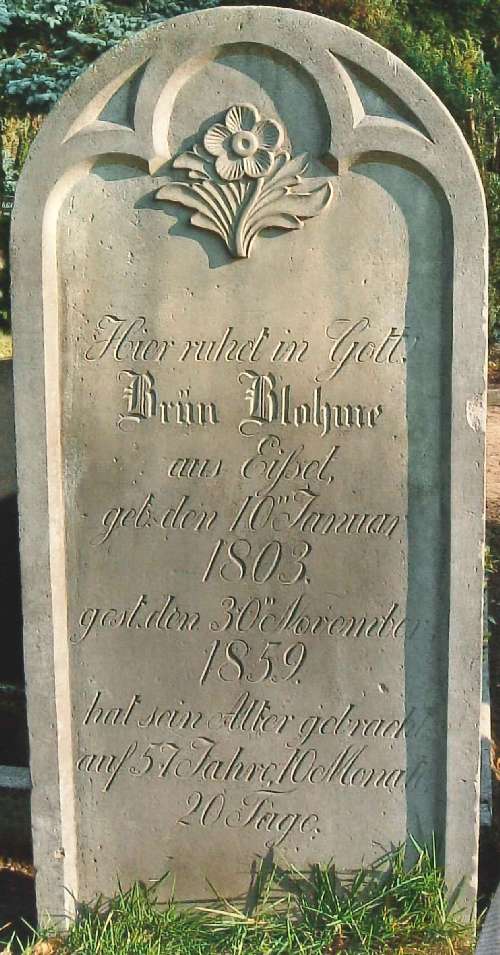 Hier ruhet in Gott:
Brün Blohme
aus Eißel,
geb. den 10" Januar
1803.
gest. den 30" November
1859.
hat sein Alter gebracht
auf 57 Jahre, 10 Monate,
20 Tage.